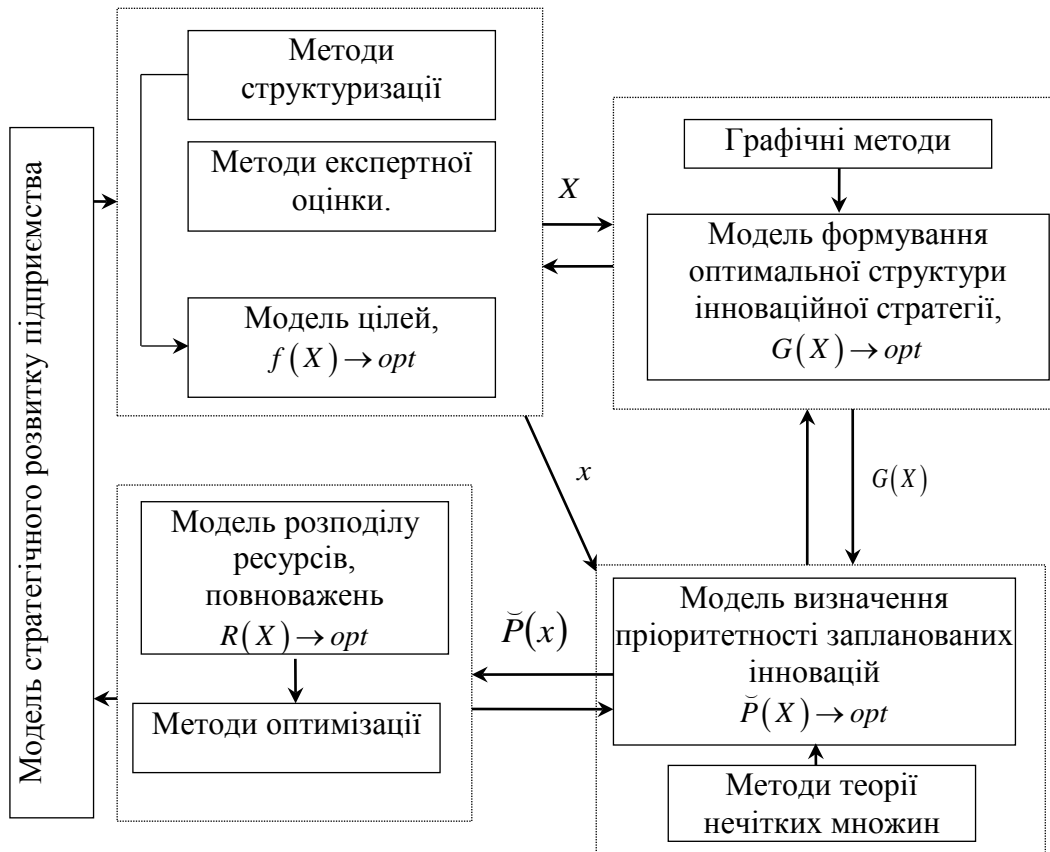 Модель стратегічного розвитку підприємства
Методи
структуризації
Методи експертної
оцінки.
Модель цілей,
f(X) → opt
X
Графічні методи
Модель формування
оптимальної структури
інноваційної стратегії,
G(X) → opt
x
G(X)
Модель розподілу
ресурсів,
повноважень
R(X) → opt
Методи оптимізації
P̆(x)
Модель визначення
пріоритетності запланованих
інновацій
P̆(X) → opt
Методи теорії
нечітких множин